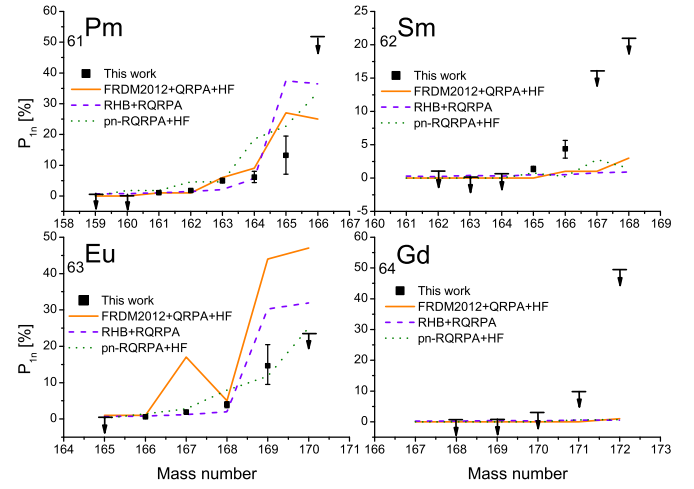 60
50
40
30
20
10
0
P1n [%]
61Pm
This work
FRDM2012+QRPA+HF
RHB+RQRPA
pn-RQRPA+HF
158 159 160 161 162 163 164 165 166 167
25
20
15
10
5
0
-5
62Sm
This work
FRDM2012+QRPA+HF
RHB+RQRPA
pn-RQRPA+HF
160 161 162 163 164 165 166 167 168 169
50
40
30
20
10
0
P1n [%]
63Eu
This work
FRDM2012+QRPA+HF
RHB+RQRPA
pn-RQRPA+HF
164 165 166 167 168 169 170 171
Mass number
60
50
40
30
20
10
0
64Gd
This work
FRDM2012+QRPA+HF
RHB+RQRPA
pn-RQRPA+HF
166 167 168 169 170 171 172 173
Mass number